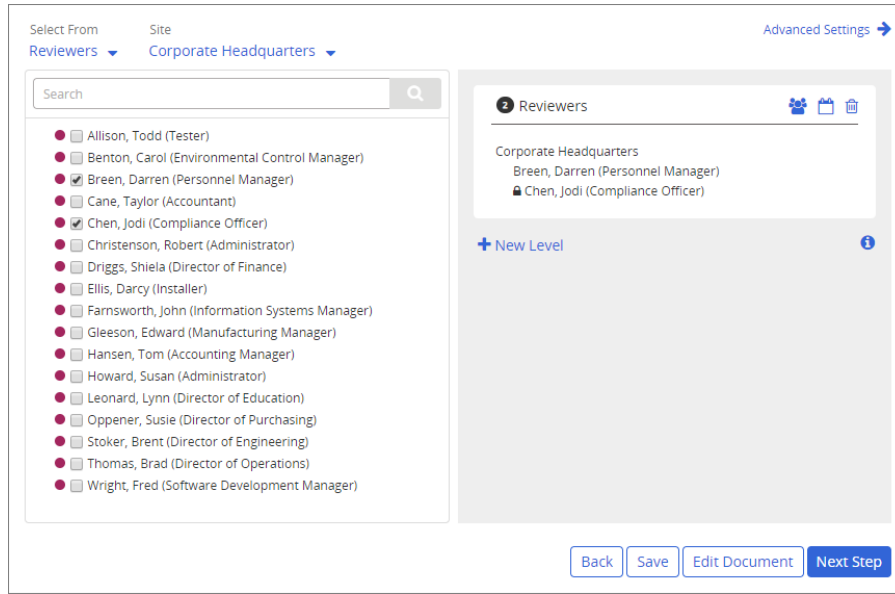 Select From Site Advanced Settings
Reviewers Corporate Headquarters
Search
Allison, Todd (Tester)
Benton, Carol (Environmental Control Manager)
Breen, Darren (Personnel Manager)
Cane, Taylor (Accountant)
Chen, Jodi (Compliance Officer)
Christenson, Robert (Administrator)
Driggs, Shiela (Director of Finance)
Ellis, Darcy (Installer)
Farnsworth, John (Information Systems Manager)
Gleeson, Edward (Manufacturing Manager)
Hansen, Tom (Accounting Manager)
Howard, Susan (Administrator)
Leonard, Lynn (Director of Education)
Oppener, Susie (Director of Purchasing)
Stoker, Brent (Director of Engineering)
Thomas, Brad (Director of Operations)
Wright, Fred (Software Development Manager)
2 Reviewers
Corporate Headquarters
Breen, Darren (Personnel Manager)
Chen, Jodi (Compliance Officer)
New Level
Back Save Edit Document Next Step